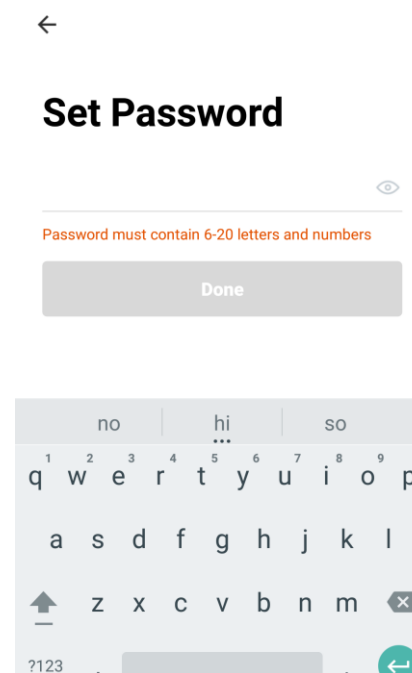 Set Password
Password must contain 6-20 letters and numbers
Done
no hi so
1 2 3 4 5 6 7 8 9
q w e r t y u i o p
a s d f g h j k l
z x c v b n m
?123